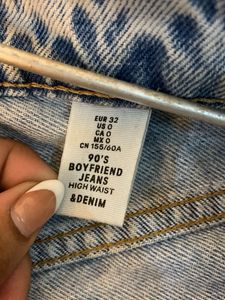 EUR 32
US 0
CA 0
MX 0
CN 155/60A
90'S
BOYFRIEND
JEANS
HIGH WAIST
&DENIM